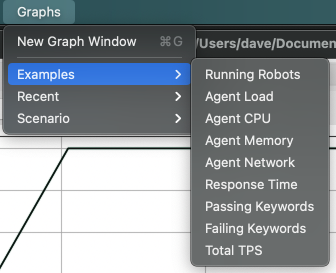 Graphs
New Graph Window ⌘G
/Users/dave/Documen
Examples
Recent
Scenario
Running Robots
Agent Load
Agent CPU
Agent Memory
Agent Network
Response Time
Passing Keywords
Failing Keywords
Total TPS